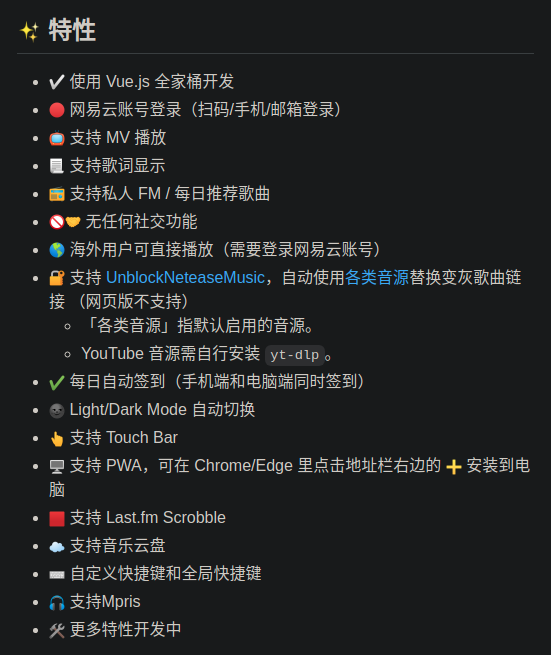 ✨ 特性
✔️ 使用 Vue.js 全家桶开发
🔴 网易云账号登录（扫码/手机/邮箱登录）
📺 支持 MV 播放
📃 支持歌词显示
📻 支持私人 FM / 每日推荐歌曲
🚫🤝 无任何社交功能
🌎️ 海外用户可直接播放（需要登录网易云账号）
🔐 支持 UnblockNeteaseMusic，自动使用各类音源替换变灰歌曲链
接 （网页版不支持）
「各类音源」指默认启用的音源。
YouTube 音源需自行安装 yt-dlp 。
✔️ 每日自动签到（手机端和电脑端同时签到）
🌚 Light/Dark Mode 自动切换
👆 支持 Touch Bar
🖥️ 支持 PWA，可在 Chrome/Edge 里点击地址栏右边的 ➕ 安装到电
脑
🟥 支持 Last.fm Scrobble
☁️ 支持音乐云盘
⌨️ 自定义快捷键和全局快捷键
🎧 支持Mpris
🛠 更多特性开发中